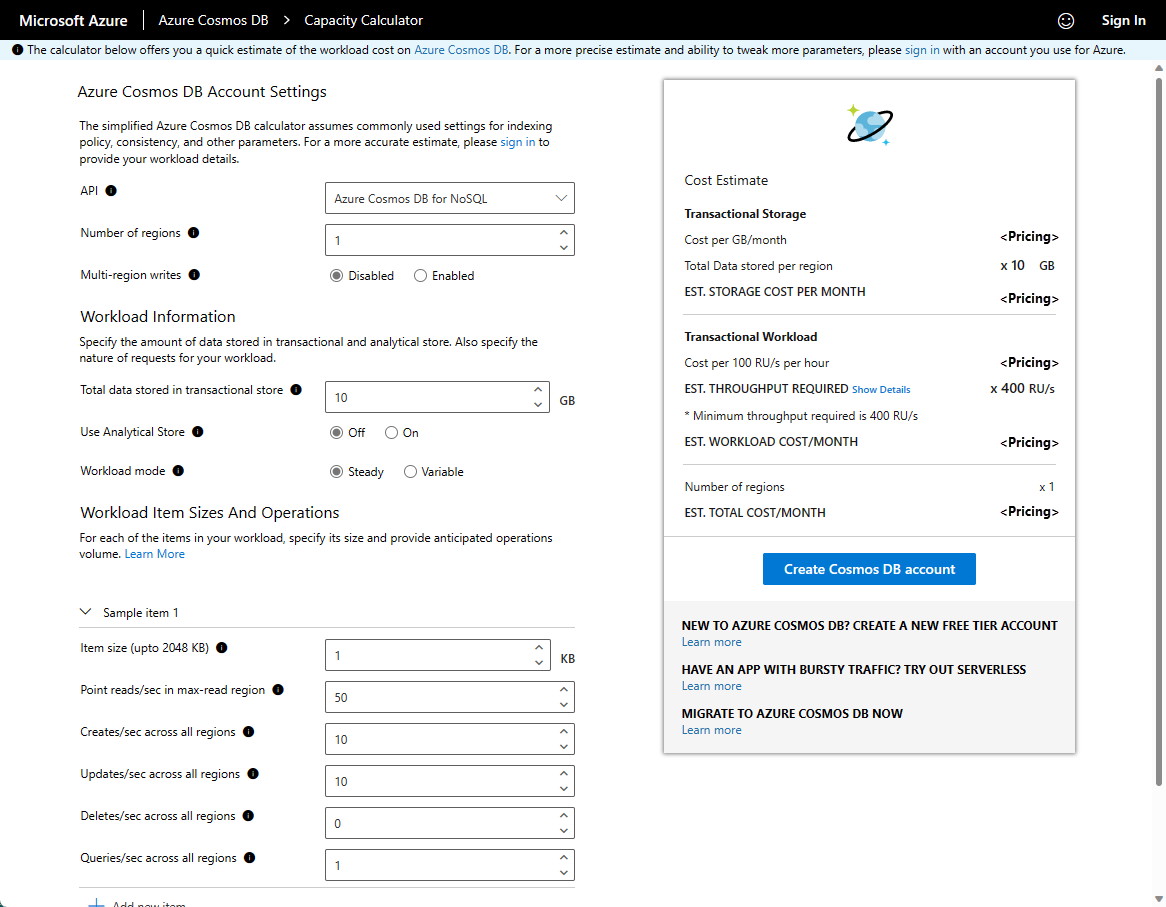 Microsoft Azure Azure Cosmos DB > Capacity Calculator Sign In
The calculator below offers you a quick estimate of the workload cost on Azure Cosmos DB. For a more precise estimate and ability to tweak more parameters, please sign in with an account you use for Azure.
Azure Cosmos DB Account Settings
The simplified Azure Cosmos DB calculator assumes commonly used settings for indexing
policy, consistency, and other parameters. For a more accurate estimate, please sign in to
provide your workload details.
API Azure Cosmos DB for NoSQL
Number of regions 1
Multi-region writes Disabled Enabled
Workload Information
Specify the amount of data stored in transactional and analytical store. Also specify the
nature of requests for your workload.
Total data stored in transactional store 10 GB
Use Analytical Store Off On
Workload mode Steady Variable
Workload Item Sizes And Operations
For each of the items in your workload, specify its size and provide anticipated operations
volume. Learn More
Sample item 1
Item size (upto 2048 KB) 1 KB
Point reads/sec in max-read region 50
Creates/sec across all regions 10
Updates/sec across all regions 10
Deletes/sec across all regions 0
Queries/sec across all regions 1
Add new item
Cost Estimate
Transactional Storage
Cost per GB/month <Pricing>
Total Data stored per region x 10 GB
EST. STORAGE COST PER MONTH <Pricing>
Transactional Workload
Cost per 100 RU/s per hour <Pricing>
EST. THROUGHPUT REQUIRED Show Details x 400 RU/s
* Minimum throughput required is 400 RU/s
EST. WORKLOAD COST/MONTH <Pricing>
Number of regions x 1
EST. TOTAL COST/MONTH <Pricing>
Create Cosmos DB account
NEW TO AZURE COSMOS DB? CREATE A NEW FREE TIER ACCOUNT
Learn more
HAVE AN APP WITH BURSTY TRAFFIC? TRY OUT SERVERLESS
Learn more
MIGRATE TO AZURE COSMOS DB NOW
Learn more